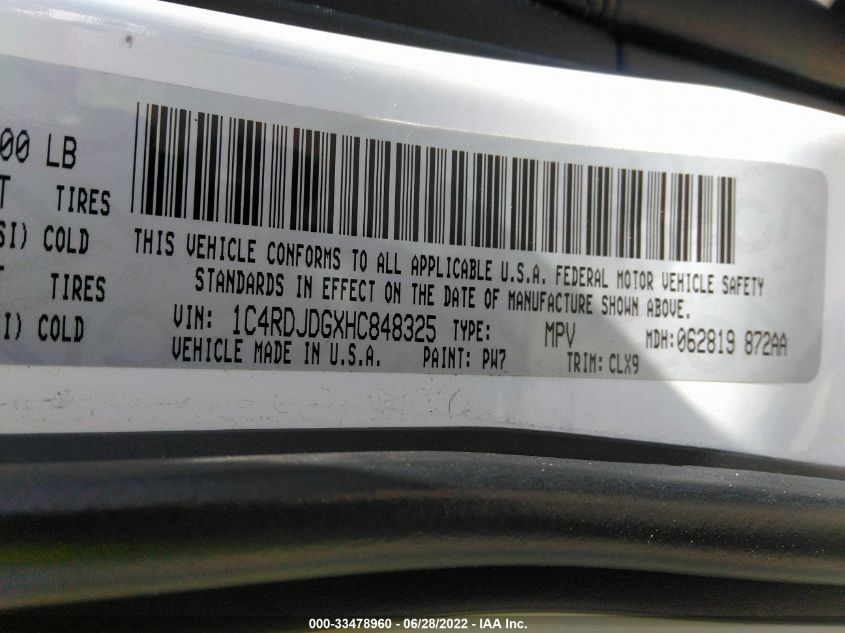 00 LB
TIRES
SI) COLD
TIRES
I) COLD
THIS VEHICLE CONFORMS TO ALL APPLICABLE U.S.A. FEDERAL MOTOR VEHICLE SAFETY
STANDARDS IN EFFECT ON THE DATE OF MANUFACTURE SHOWN ABOVE.
VIN: 1C4RDJDGXHC848325 TYPE: MPV MDH:062819 872AA
VEHICLE MADE IN U.S.A. PAINT: PW7 TRIM: CLX9
000-33478960 - 06/28/2022 - IAA Inc.